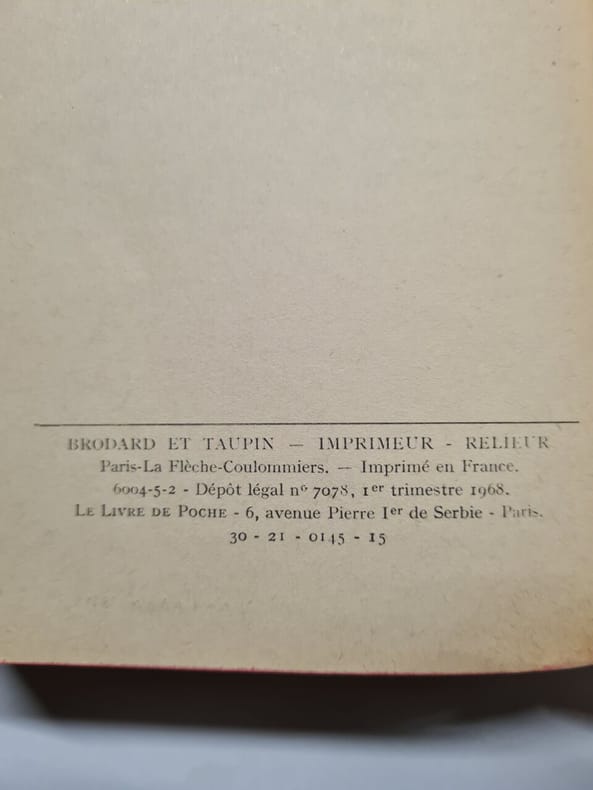 BRODARD ET TAUPIN — IMPRIMEUR - RELIEUR
Paris-La Flèche-Coulommiers. — Imprimé en France.
6004-5-2 - Dépôt légal nº 7078, 1er trimestre 1968.
LE LIVRE DE POCHE - 6, avenue Pierre Ier de Serbie - Paris.
30 - 21 - 0145 - 15